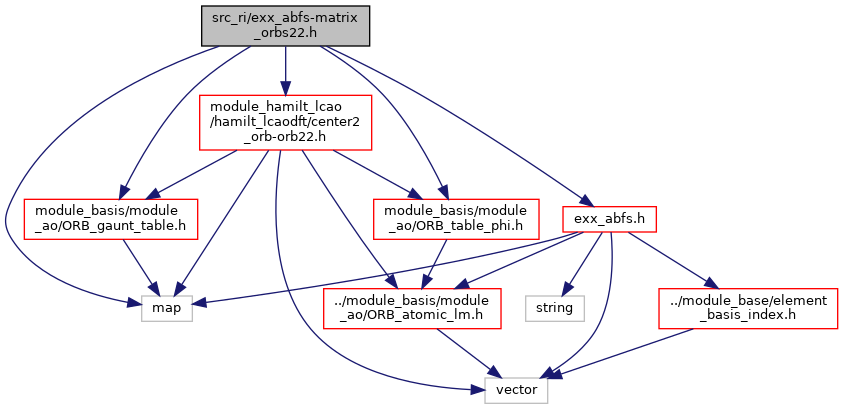 src_ri/exx_abfs-matrix
_orbs22.h
module_hamilt_lcao
/hamilt_lcaodft/center2
_orb-orb22.h
module_basis/module
_ao/ORB_gaunt_table.h
module_basis/module
_ao/ORB_table_phi.h
exx_abfs.h
map
../module_basis/module
_ao/ORB_atomic_lm.h
string
../module_base/element
_basis_index.h
vector